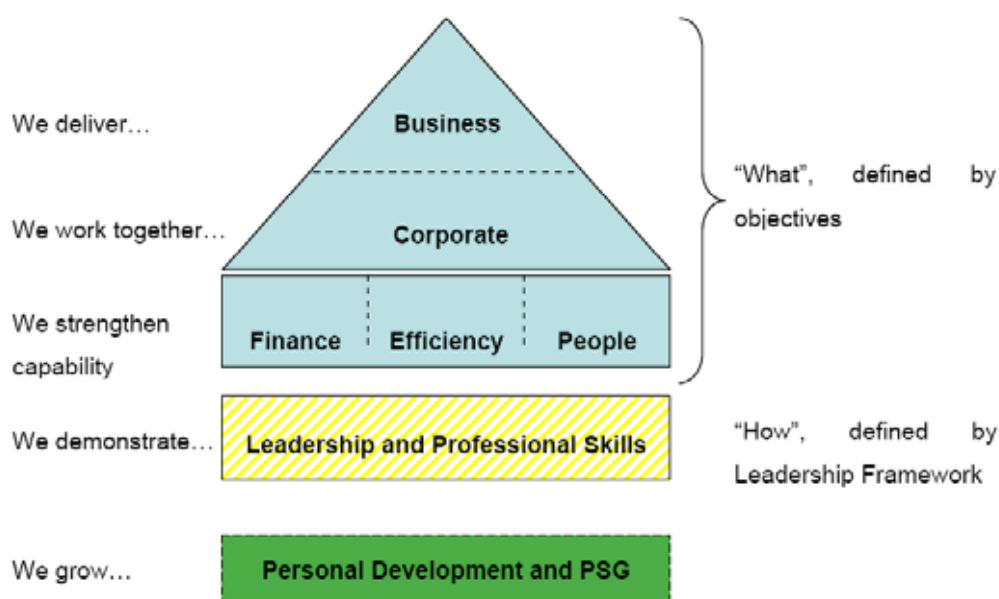 We deliver…
Business
"What", defined by
objectives
We work together…
Corporate
We strengthen
capability
Finance Efficiency People
We demonstrate…
Leadership and Professional Skills
"How", defined by
Leadership Framework
We grow…
Personal Development and PSG